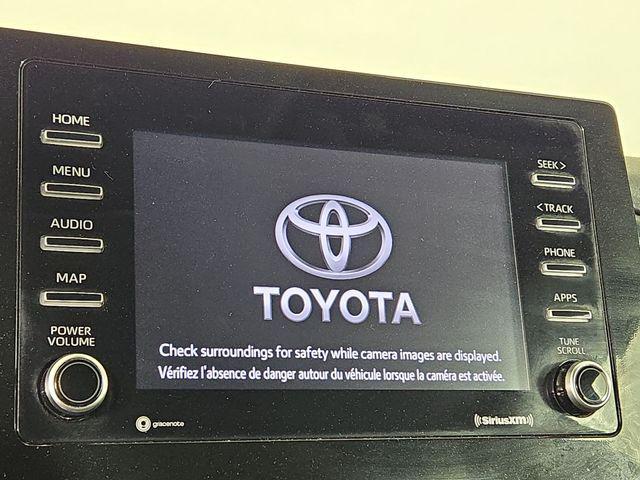 HOME
MENU
AUDIO
MAP
POWER
VOLUME
SEEK >
< TRACK
PHONE
APPS
TUNE
SCROLL
TOYOTA
Check surroundings for safety while camera images are displayed.
Vérifiez l'absence de danger autour du véhicule lorsque la caméra est activée.
gracenote
SiriusXM